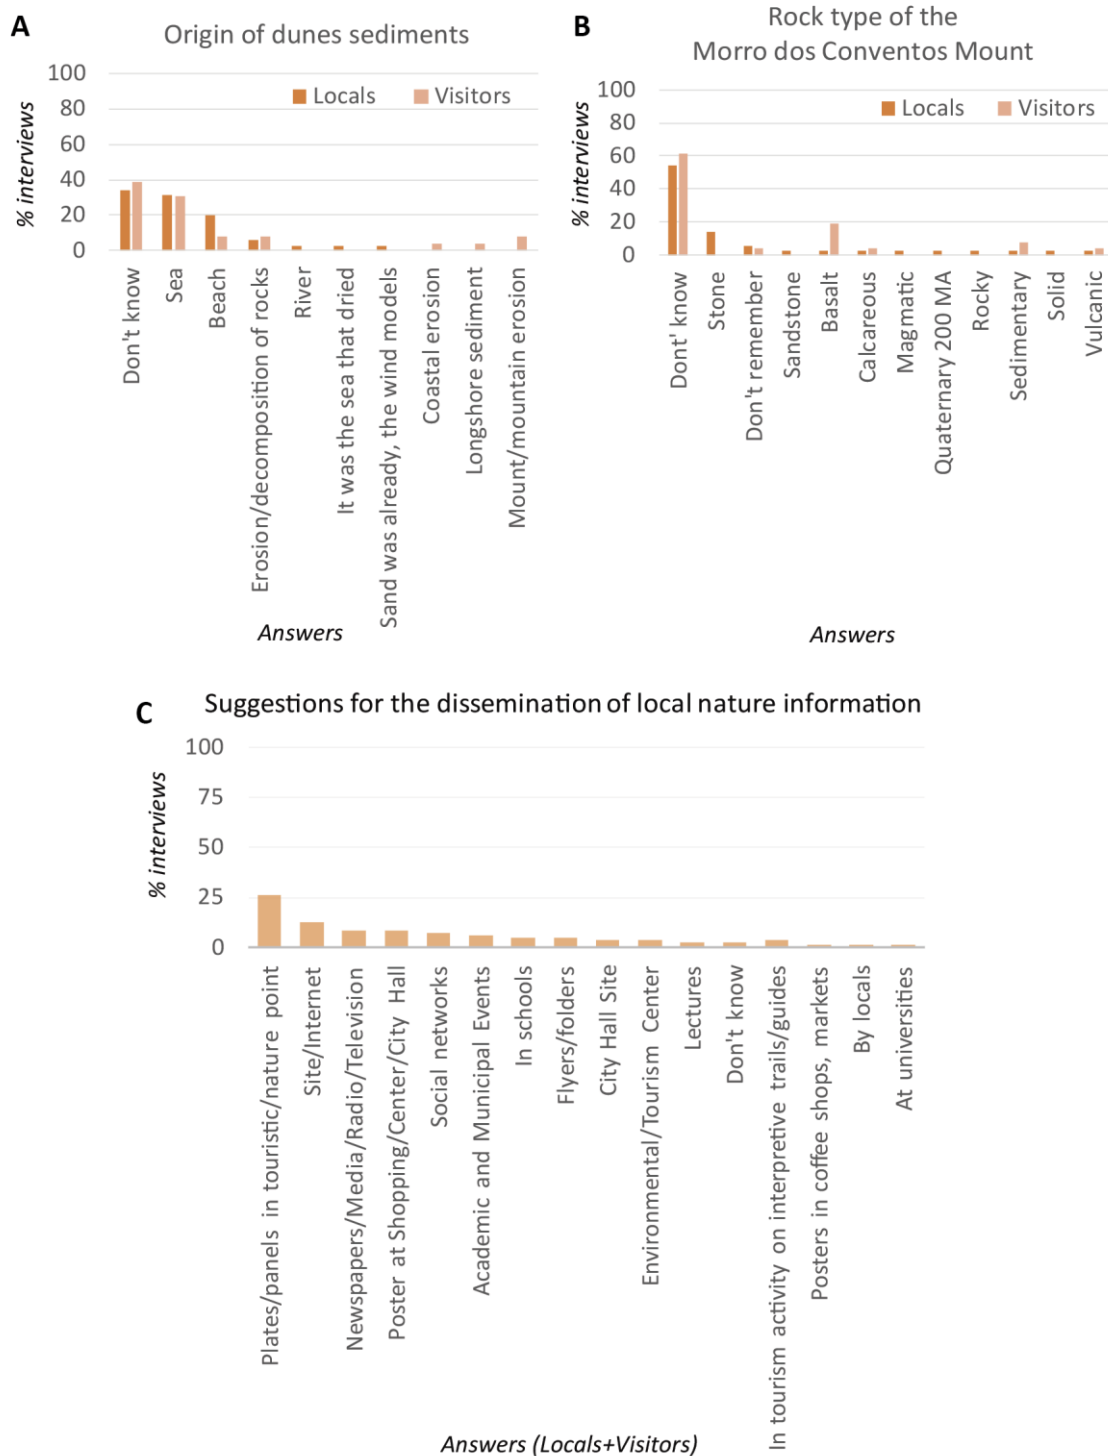 A
Origin of dunes sediments
% interviews
100
80
60
40
20
0
Locals
Visitors
Don't know
Sea
Beach
Erosion/decomposition of rocks
River
It was the sea that dried
Sand was already, the wind models
Coastal erosion
Longshore sediment
Mount/mountain erosion
Answers
B
Rock type of the
Morro dos Conventos Mount
% interviews
100
80
60
40
20
0
Locals
Visitors
Dont' know
Stone
Don't remember
Sandstone
Basalt
Calcareous
Magmatic
Quaternary 200 MA
Rocky
Sedimentary
Solid
Vulcanic
Answers
C
Suggestions for the dissemination of local nature information
% interviews
100
75
50
25
0
Plates/panels in touristic/nature point
Site/Internet
Newspapers/Media/Radio/Television
Poster at Shopping/Center/City Hall
Social networks
Academic and Municipal Events
In schools
Flyers/folders
City Hall Site
Environmental/Tourism Center
Lectures
Don't know
In tourism activity on interpretive trails/guides
Posters in coffee shops, markets
By locals
At universities
Answers (Locals+Visitors)